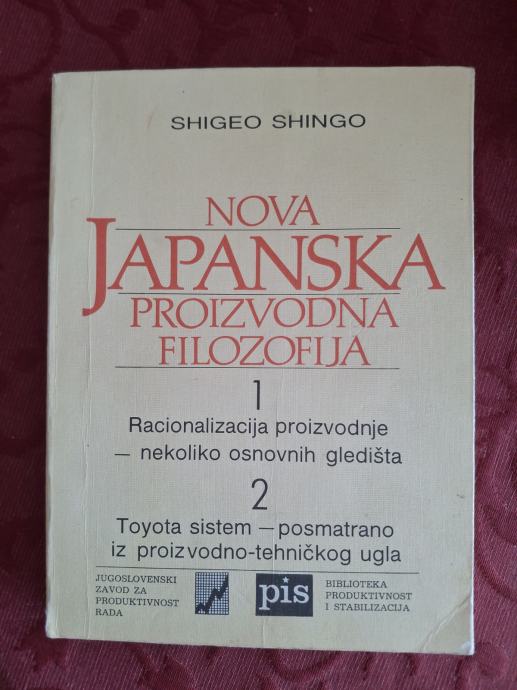 SHIGEO SHINGO
NOVA
JAPANSKA
PROIZVODNA
FILOZOFIJA
1
Racionalizacija proizvodnje
— nekoliko osnovnih gledišta
2
Toyota sistem — posmatrano
iz proizvodno-tehničkog ugla
JUGOSLOVENSKI
ZAVOD ZA
PRODUKTIVNOST
RADA
pis
BIBLIOTEKA
PRODUKTIVNOST
I STABILIZACIJA